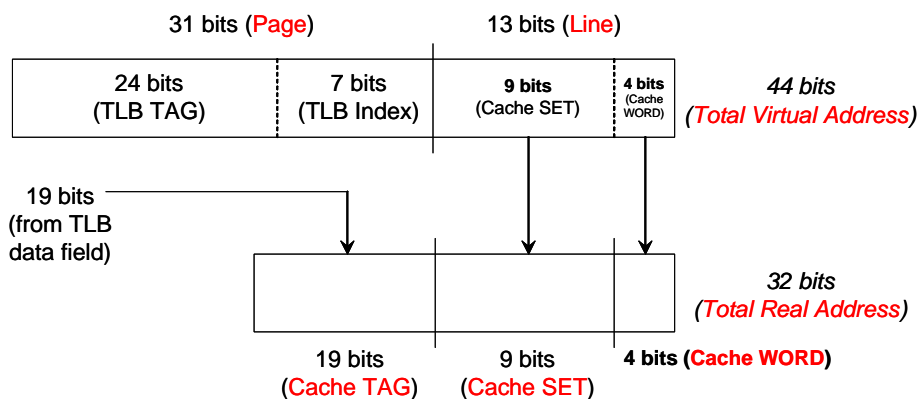 31 bits (Page)
13 bits (Line)
24 bits
(TLB TAG)
7 bits
(TLB Index)
9 bits
(Cache SET)
4 bits
(Cache
WORD)
44 bits
(Total Virtual Address)
19 bits
(from TLB
data field)
32 bits
(Total Real Address)
19 bits
(Cache TAG)
9 bits
(Cache SET)
4 bits (Cache WORD)